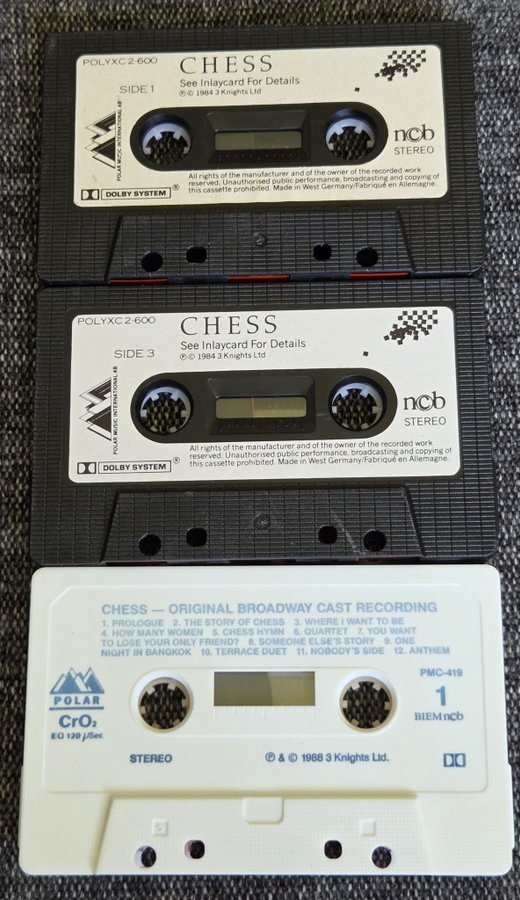 POLYXC 2-600
CHESS
See Inlaycard For Details
℗ © 1984 3 Knights Ltd
SIDE 1
POLAR MUSIC INTERNATIONAL AB
ncb
STEREO
DOLBY SYSTEM ®
All rights of the manufacturer and of the owner of the recorded work
reserved. Unauthorised public performance, broadcasting and copying of
this cassette prohibited. Made in West Germany/Fabriqué en Allemagne.
POLYXC 2-600
CHESS
See Inlaycard For Details
℗ © 1984 3 Knights Ltd
SIDE 3
POLAR MUSIC INTERNATIONAL AB
ncb
STEREO
DOLBY SYSTEM ®
All rights of the manufacturer and of the owner of the recorded work
reserved. Unauthorised public performance, broadcasting and copying of
this cassette prohibited. Made in West Germany/Fabriqué en Allemagne.
CHESS — ORIGINAL BROADWAY CAST RECORDING
1. PROLOGUE 2. THE STORY OF CHESS 3. WHERE I WANT TO BE
4. HOW MANY WOMEN 5. CHESS HYMN 6. QUARTET 7. YOU WANT
TO LOSE YOUR ONLY FRIEND? 8. SOMEONE ELSE'S STORY 9. ONE
NIGHT IN BANGKOK 10. TERRACE DUET 11. NOBODY'S SIDE 12. ANTHEM
POLAR
CrO₂
EQ 120 μ/Sec
PMC-419
1
BIEM ncb
STEREO
℗ & © 1988 3 Knights Ltd.